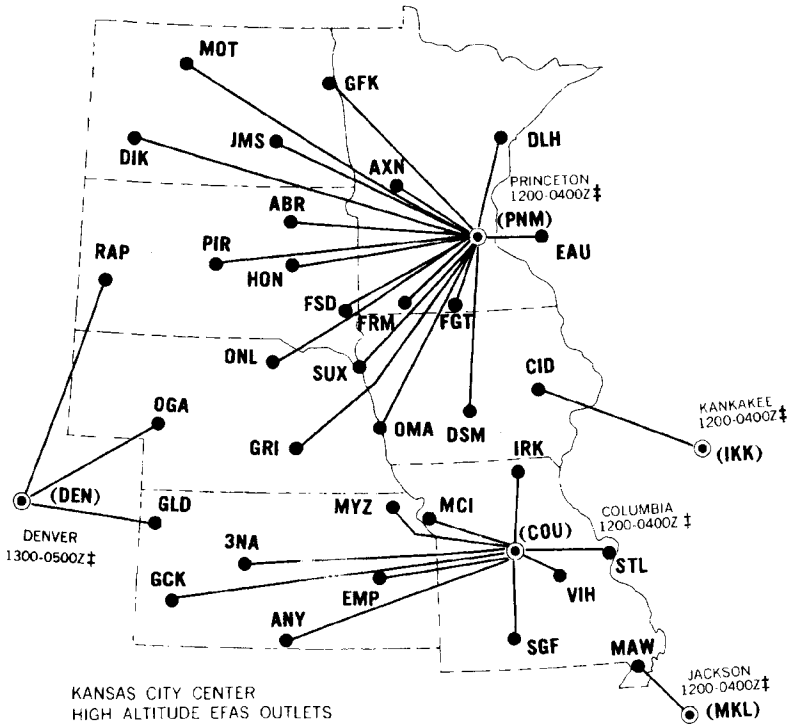 MOT
GFK
DIK
JMS
DLH
AXN
PRINCETON
1200-0400Z‡
ABR
(PNM)
RAP
PIR
HON
EAU
FSD
FRM
FGT
ONL
SUX
CID
OGA
KANKAKEE
1200-0400Z‡
GRI
OMA
DSM
IRK
(IKK)
(DEN)
GLD
MYZ
MCI
COLUMBIA
1200-0400Z ‡
DENVER
1300-0500Z‡
3NA
(COU)
STL
GCK
EMP
VIH
ANY
SGF
MAW
JACKSON
1200-0400Z‡
(MKL)
KANSAS CITY CENTER
HIGH ALTITUDE EFAS OUTLETS